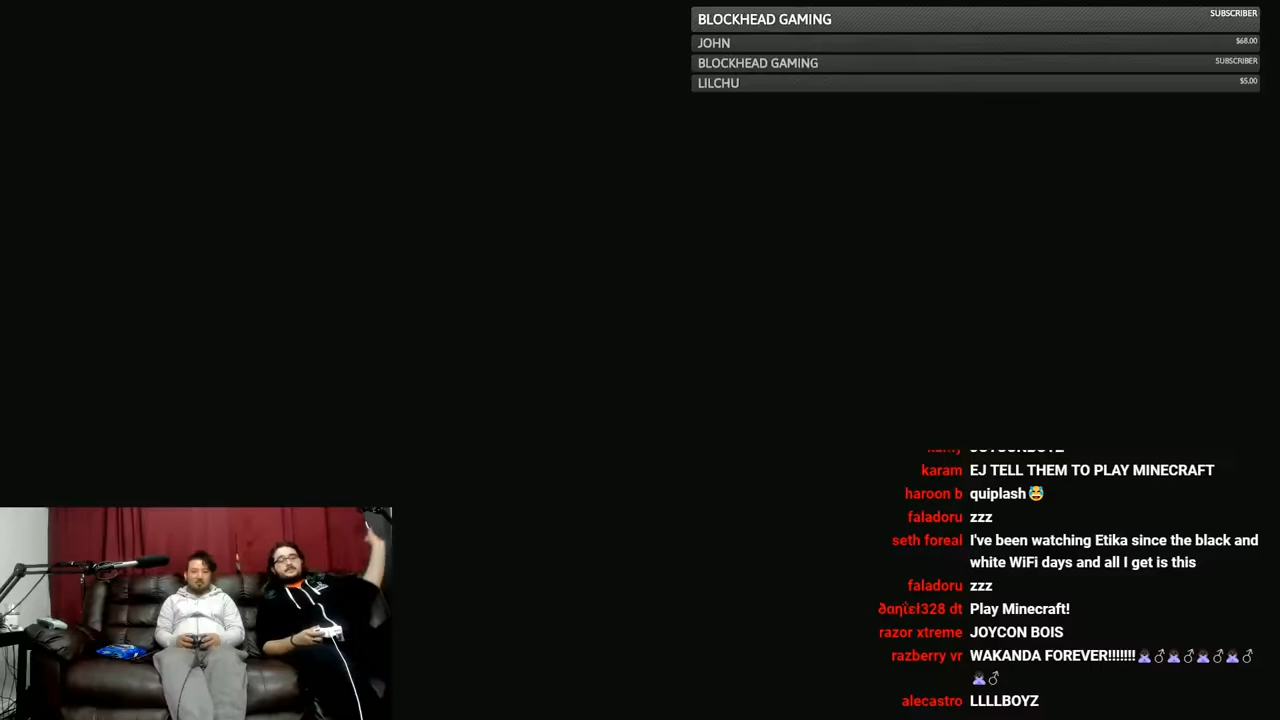 BLOCKHEAD GAMING SUBSCRIBER
JOHN $68.00
BLOCKHEAD GAMING SUBSCRIBER
LILCHU $5.00
karam EJ TELL THEM TO PLAY MINECRAFT
haroon b quiplash😂
faladoru zzz
seth foreal I've been watching Etika since the black and
white WiFi days and all I get is this
faladoru zzz
Play Minecraft!
razor xtreme JOYCON BOIS
razberry vr WAKANDA FOREVER!!!!!!!
alecastro LLLLBOYZ